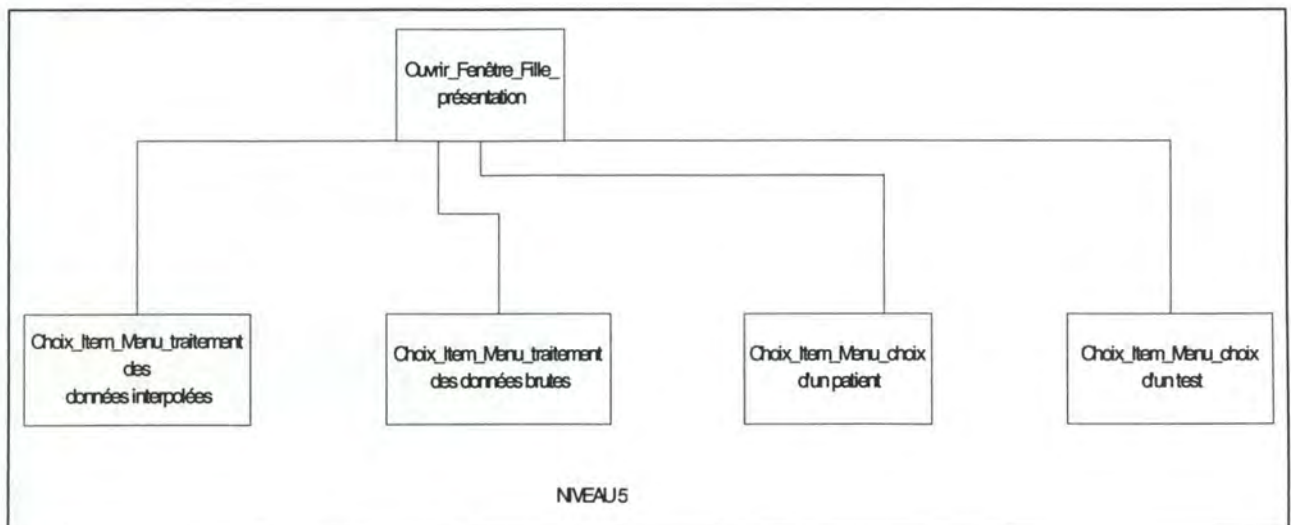 Ouvrir_Fenêtre_Fille_
présentation
Choix_Item_Menu_traitement
des
données interpolées
Choix_Item_Menu_traitement
des données brutes
Choix_Item_Menu_choix
d'un patient
Choix_Item_Menu_choix
d'un test
NIVEAU 5